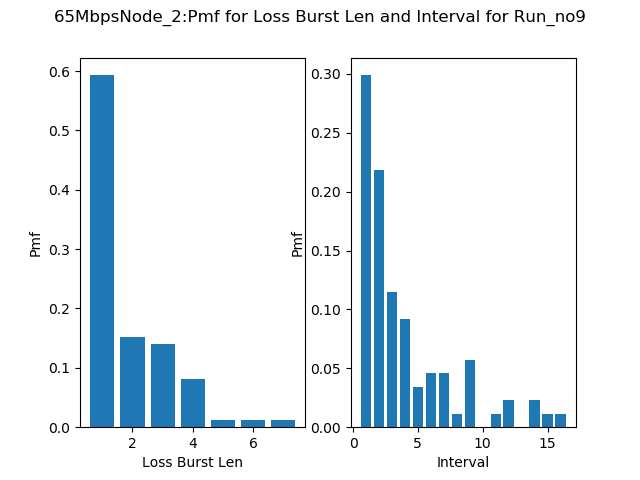 65MbpsNode_2:Pmf for Loss Burst Len and Interval for Run_no9
0.6
0.5
0.4
0.3
0.2
0.1
0.0
Pmf
2 4 6
Loss Burst Len
0.30
0.25
0.20
0.15
0.10
0.05
0.00
Pmf
0 5 10 15
Interval